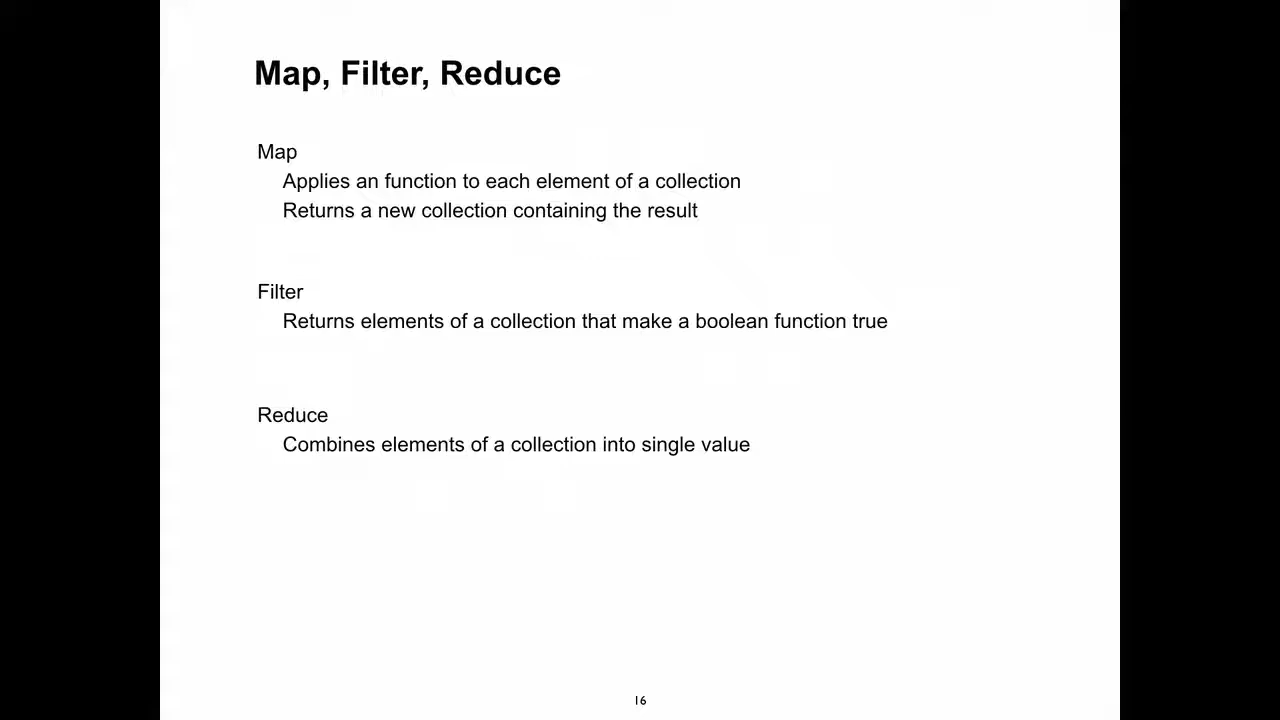 Map, Filter, Reduce
Map
Applies an function to each element of a collection
Returns a new collection containing the result
Filter
Returns elements of a collection that make a boolean function true
Reduce
Combines elements of a collection into single value
16